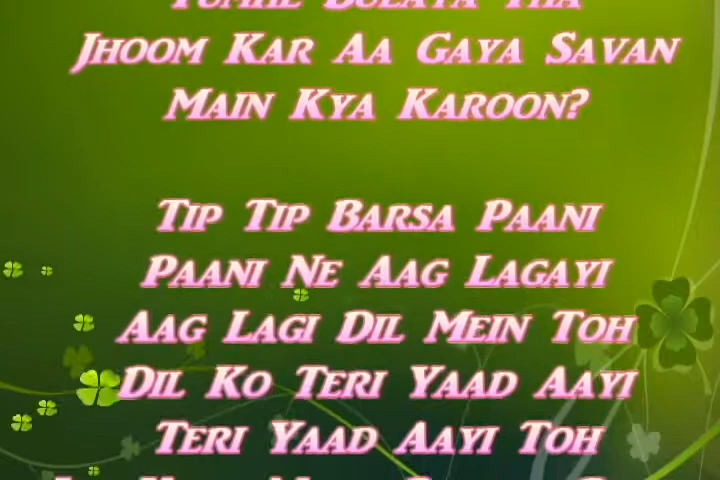 Jhoom Kar Aa Gaya Savan
Main Kya Karoon?
Tip Tip Barsa Paani
Paani Ne Aag Lagayi
Aag Lagi Dil Mein Toh
Dil Ko Teri Yaad Aayi
Teri Yaad Aayi Toh